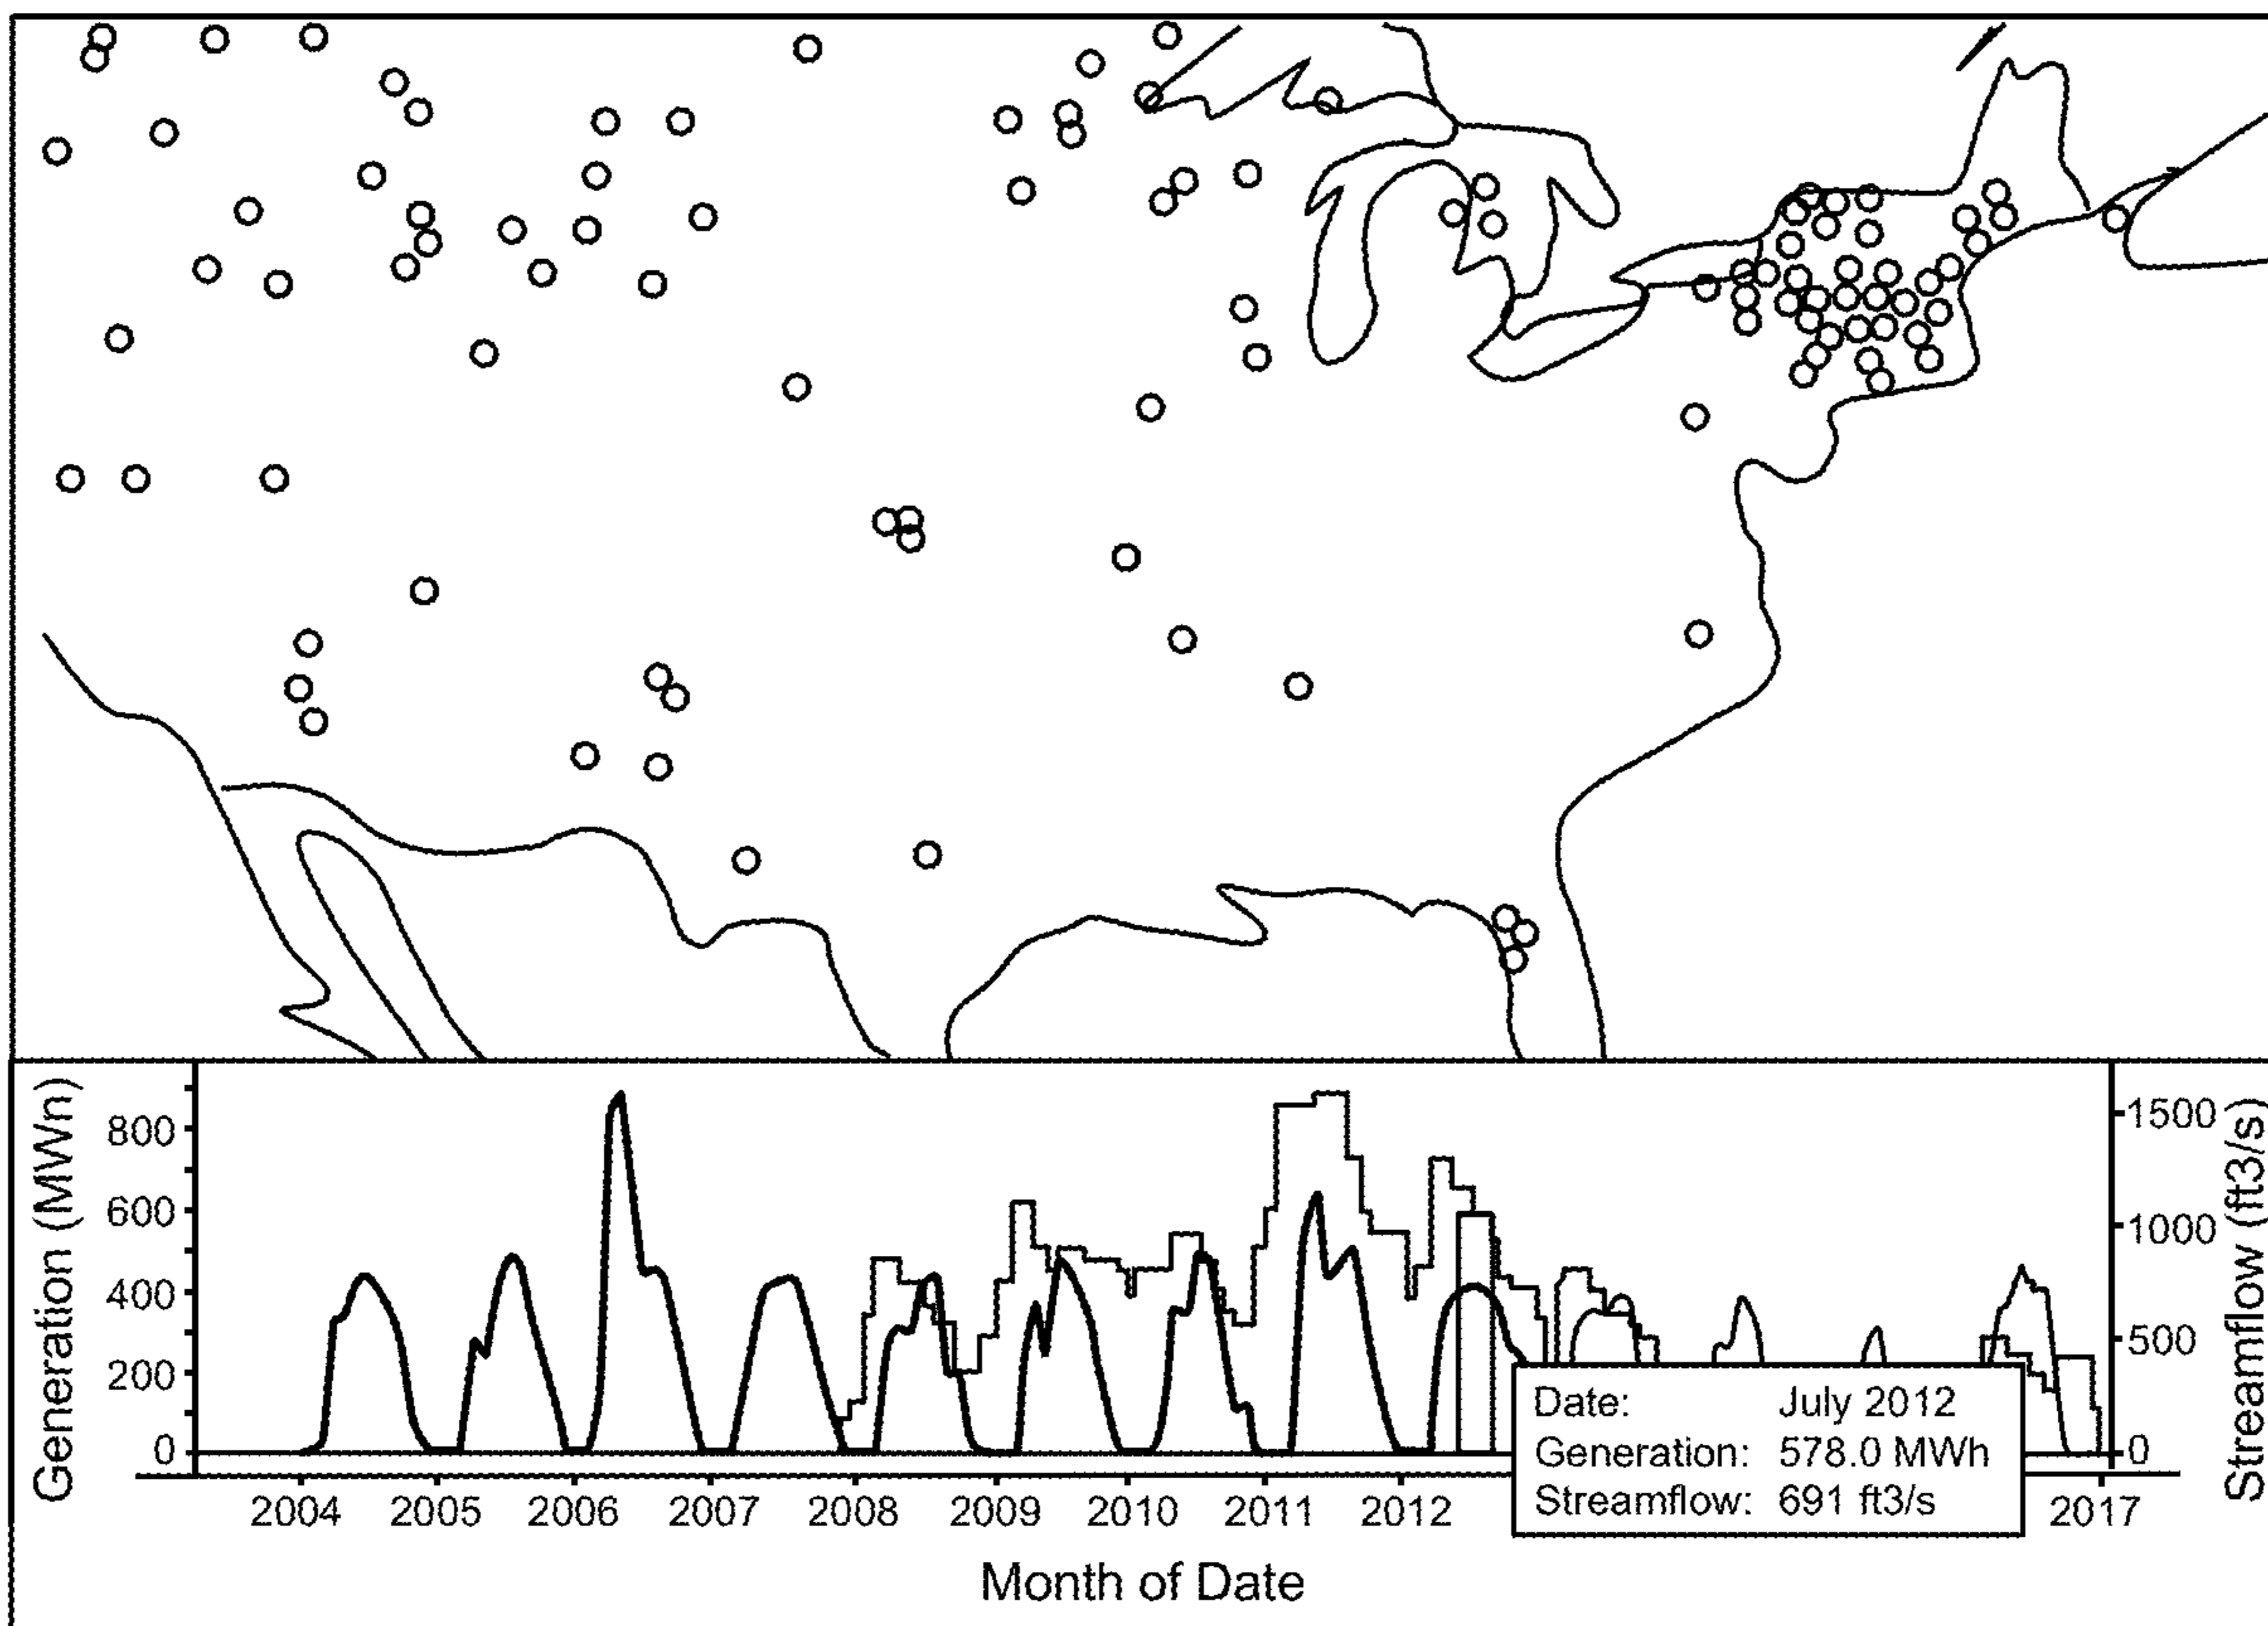 Generation (MWn)
800
600
400
200
0
1500
1000
500
0
Streamflow (ft3/s)
Date: July 2012
Generation: 578.0 MWh
Streamflow: 691 ft3/s
2004 2005 2006 2007 2008 2009 2010 2011 2012 2017
Month of Date